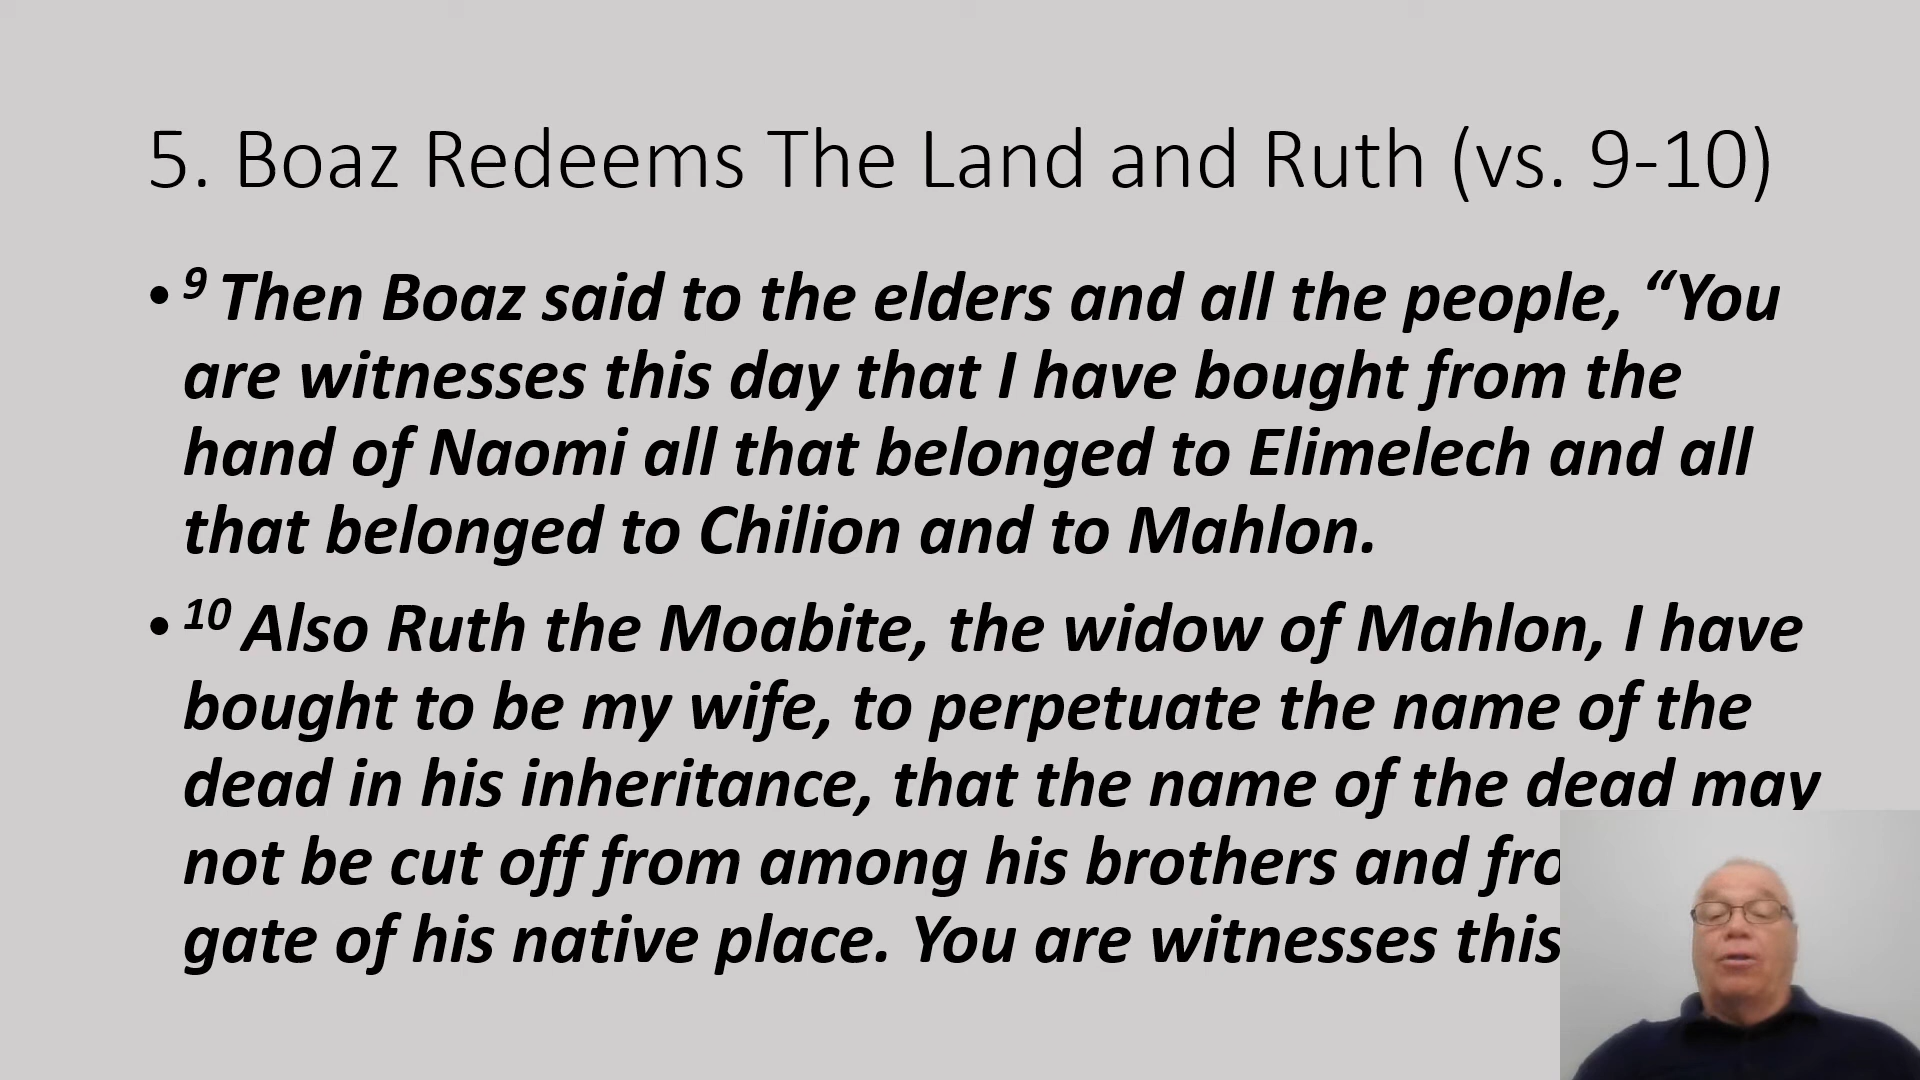 5. Boaz Redeems The Land and Ruth (vs. 9-10)
• 9 Then Boaz said to the elders and all the people, “You
are witnesses this day that I have bought from the
hand of Naomi all that belonged to Elimelech and all
that belonged to Chilion and to Mahlon.
• 10 Also Ruth the Moabite, the widow of Mahlon, I have
bought to be my wife, to perpetuate the name of the
dead in his inheritance, that the name of the dead may
not be cut off from among his brothers and
gate of his native place. You are witnesses this